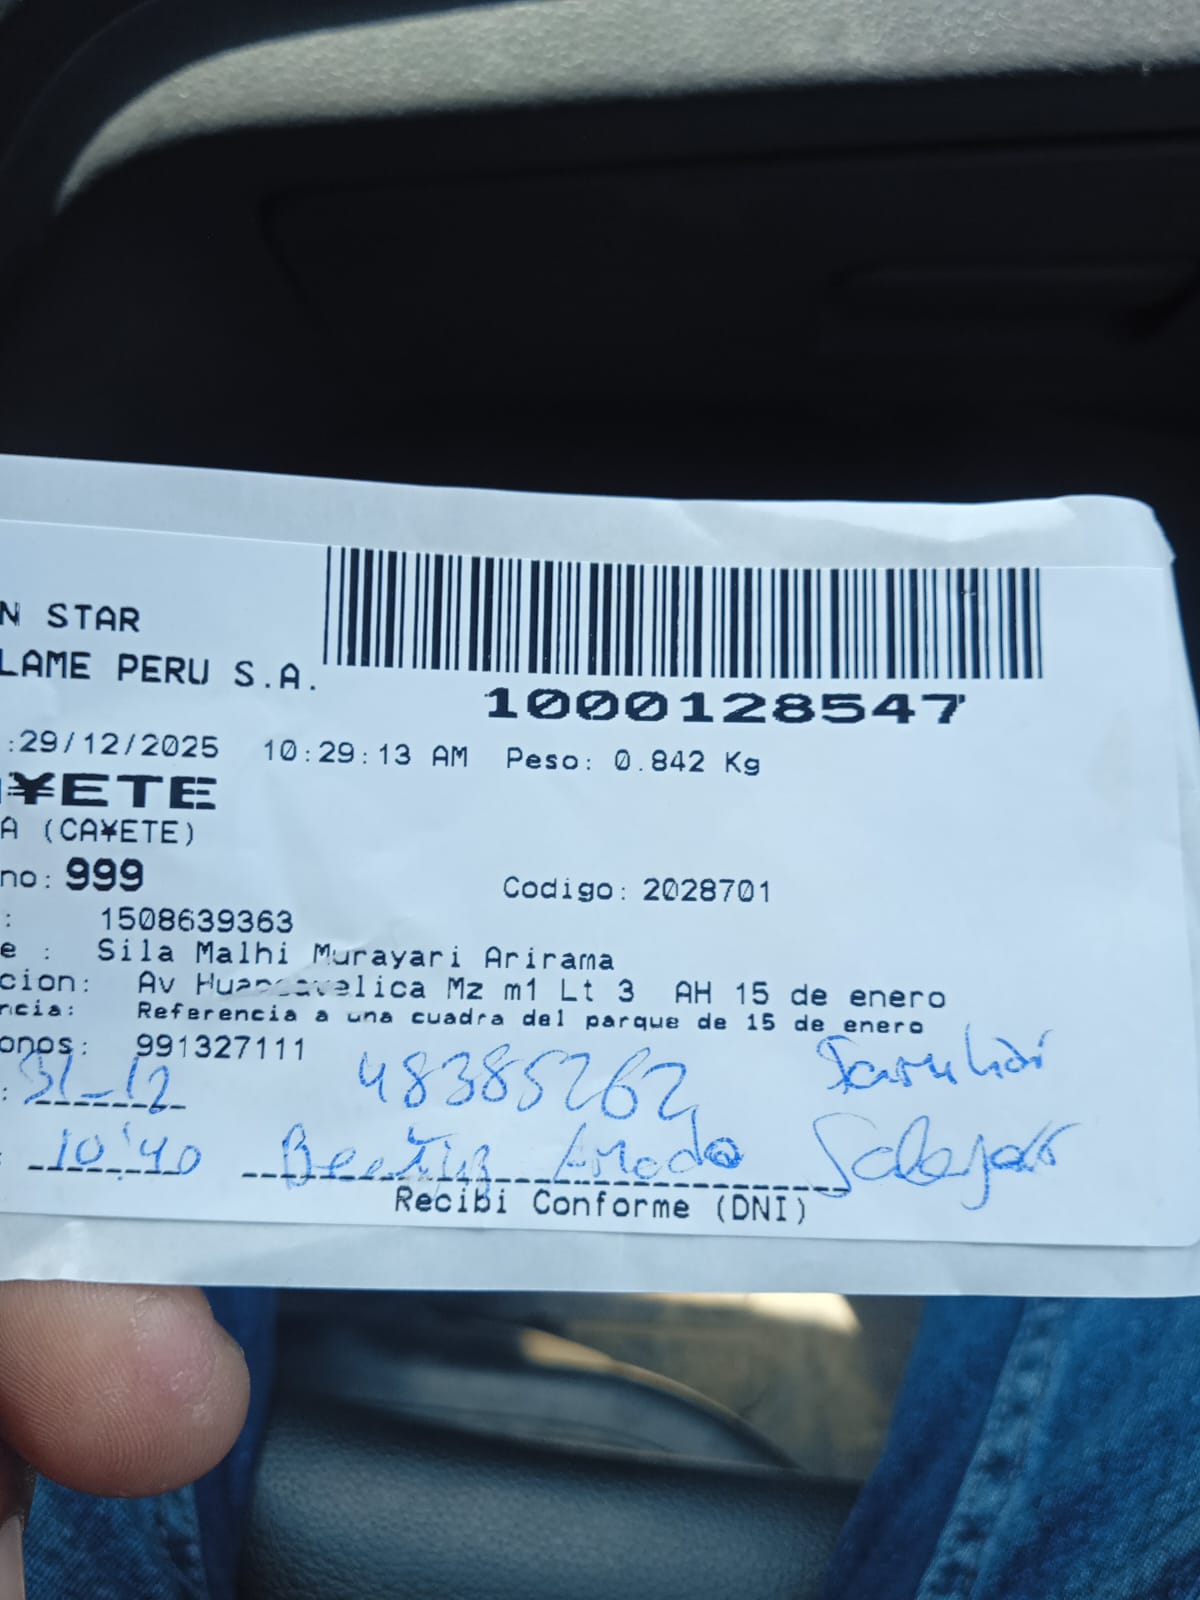 N STAR
LAME PERU S.A.
1000128547
:29/12/2025 10:29:13 AM Peso: 0.842 Kg
¥ETE
A (CA¥ETE)
no: 999 Codigo: 2028701
: 1508639363
e : Sila Malhi Murayari Arirama
cion: Av Huancavelica Mz m1 Lt 3 AH 15 de enero
ncia: Referencia a una cuadra del parque de 15 de enero
onos: 991327111
: 31-12 48385262
10:40 Beatriz
Recibi Conforme (DNI)